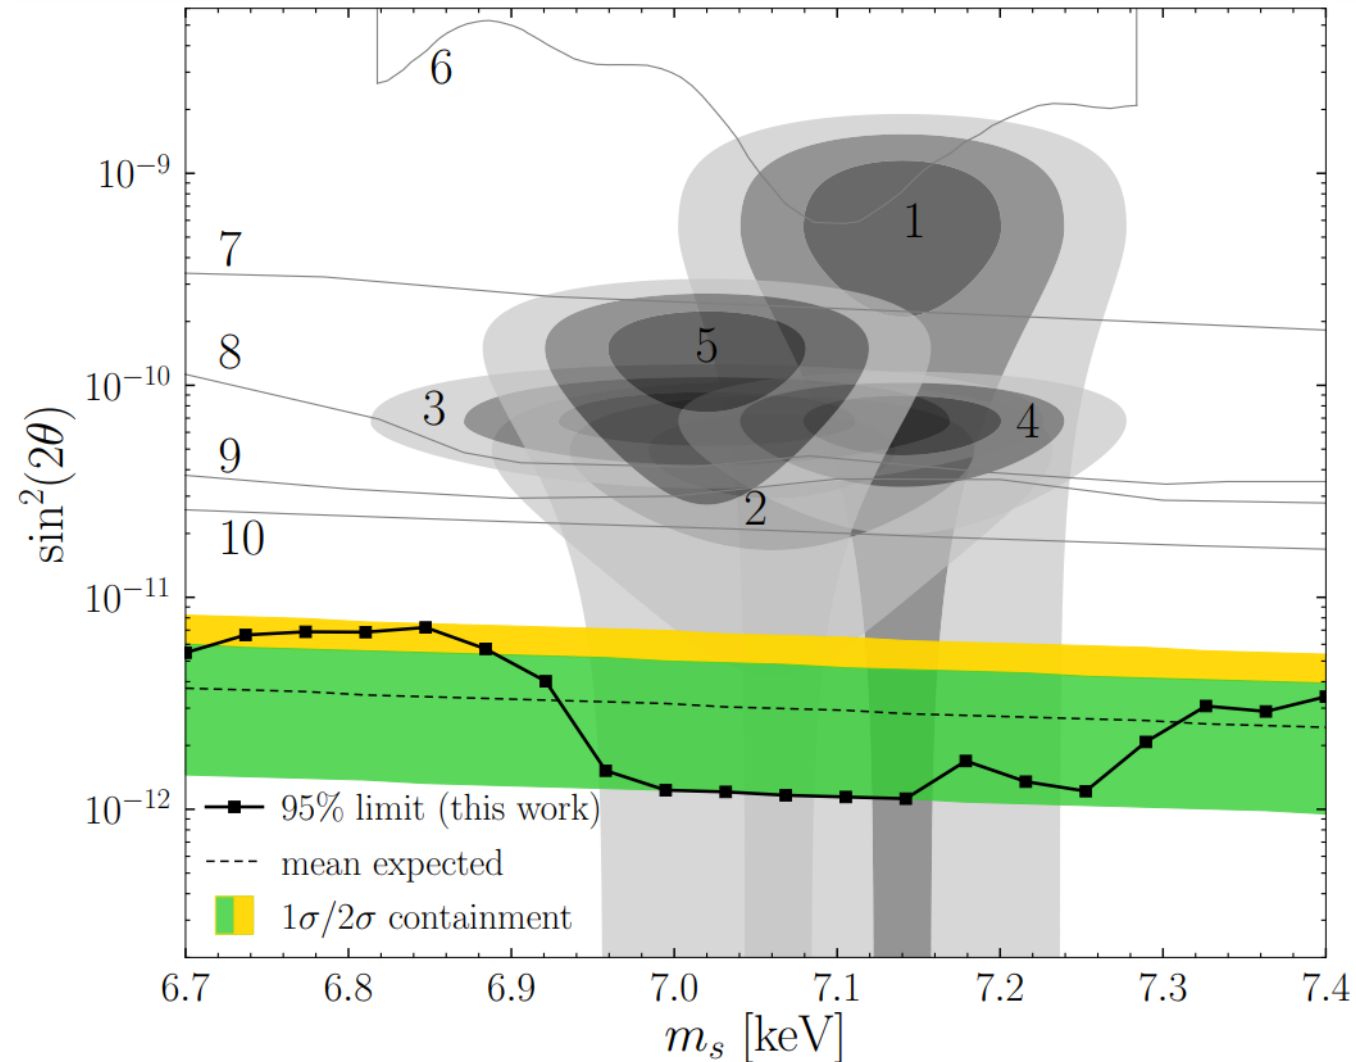 6
10⁻⁹
1
7
5
8
10⁻¹⁰
3
4
9
2
10
sin²(2θ)
10⁻¹¹
10⁻¹²
95% limit (this work)
mean expected
1σ/2σ containment
6.7 6.8 6.9 7.0 7.1 7.2 7.3 7.4
mₛ [keV]